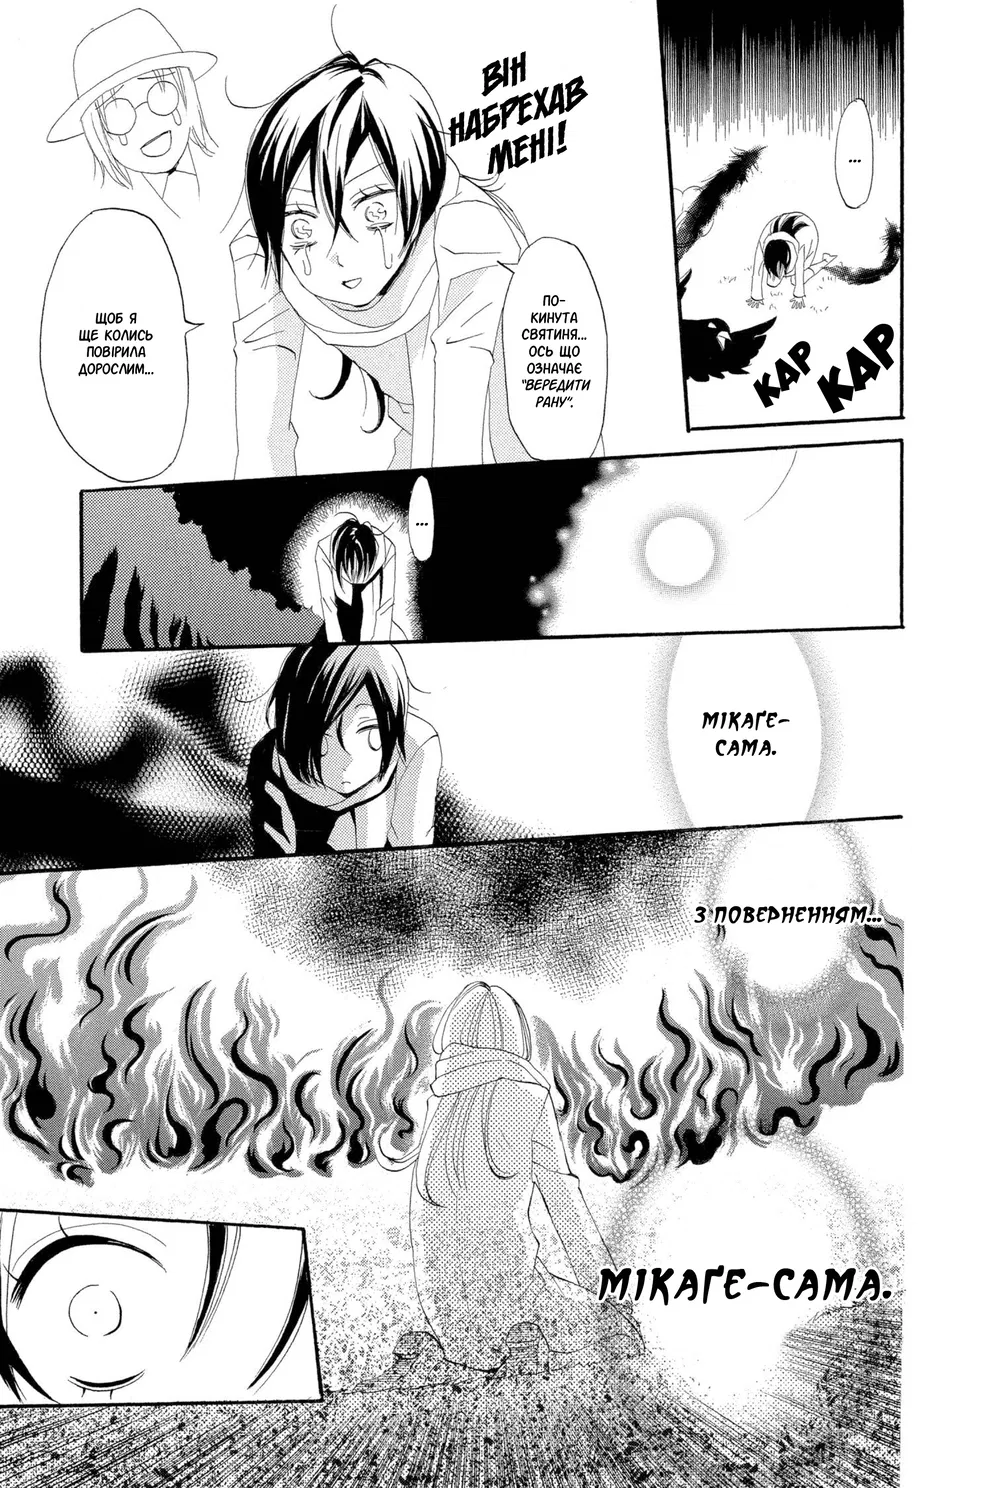 ...
КАР
КАР
ВІН
НАБРЕХАВ
МЕНІ!
ПО-
КИНУТА
СВЯТИНЯ...
ОСЬ ЩО
ОЗНАЧАЄ
"ВЕРЕДИТИ
РАНУ".
ЩОБ Я
ЩЕ КОЛИСЬ
ПОВІРИЛА
ДОРОСЛИМ...
...
МІКАҐЕ-
САМА.
З ПОВЕРНЕННЯМ...
МІКАҐЕ-САМА.